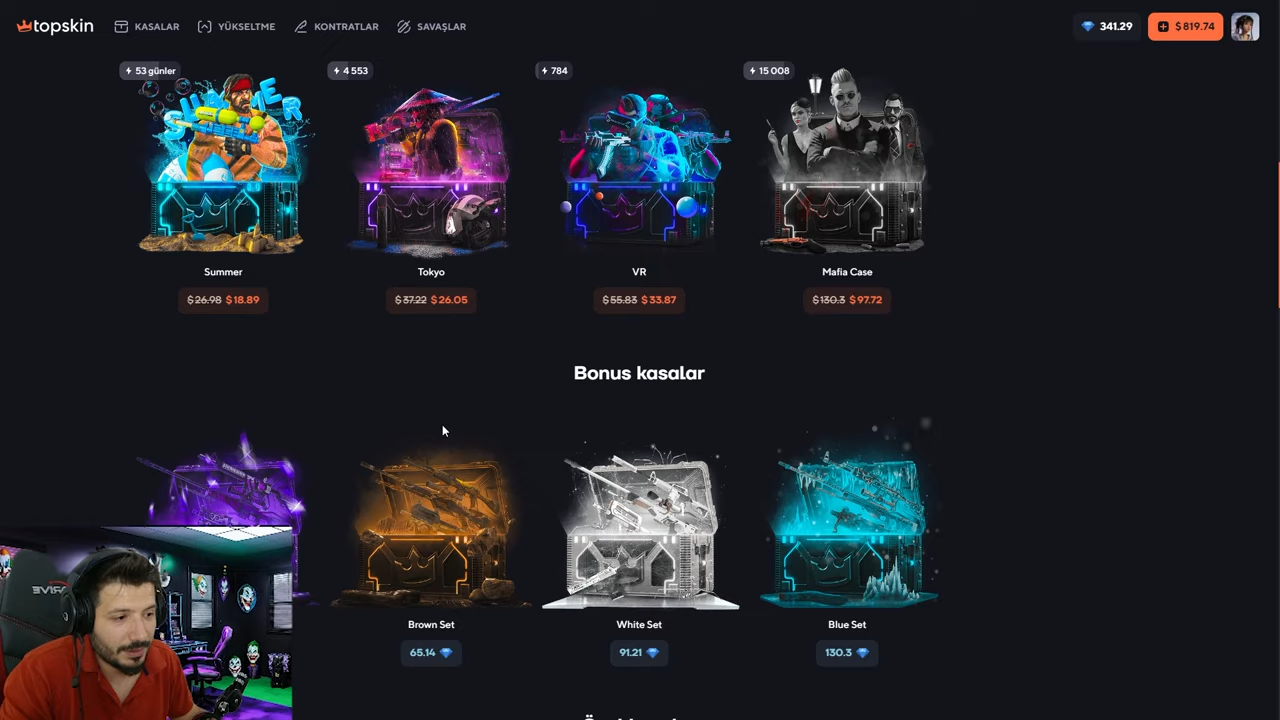 topskin KASALAR YÜKSELTME KONTRATLAR SAVAŞLAR 341.29 $ 819.74
53 günler 4 553 784 15 008
SUMMER
Summer Tokyo VR Mafia Case
$ 26.98 $ 18.89 $ 37.22 $ 26.05 $ 55.83 $ 33.87 $ 130.3 $ 97.72
Bonus kasalar
Brown Set White Set Blue Set
65.14 91.21 130.3